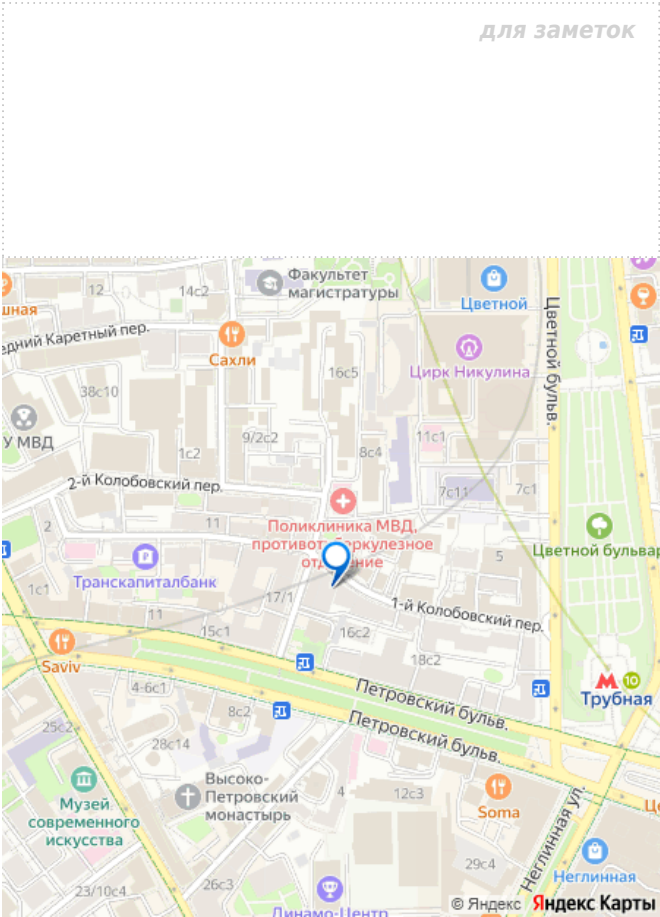 для заметок
Факультет
магистратуры
12
14с2
шная
Цветной
едний Каретный пер.
Сахли
Цветной бульв.
Цирк Никулина
16с5
38с10
У МВД
9/2с2
11с1
1с2
8с4
2-й Колобовский пер.
7с11
7с1
2
11
Поликлиника МВД,
противотуберкулезное
отделение
Цветной бульвар
5
Транскапиталбанк
1с1
17/1
1-й Колобовский пер.
11
15с1
16с2
Saviv
18с2
10
Трубная
4-6с1
Петровский бульв.
8с2
25с2
Петровский бульв.
28с14
Высоко-
Петровский
монастырь
4
12с3
Soma
Музей
современного
искусства
Неглинная ул.
29с4
Неглинная
23/10с4
26с3
Динамо-Центр
© Яндекс Яндекс Карты